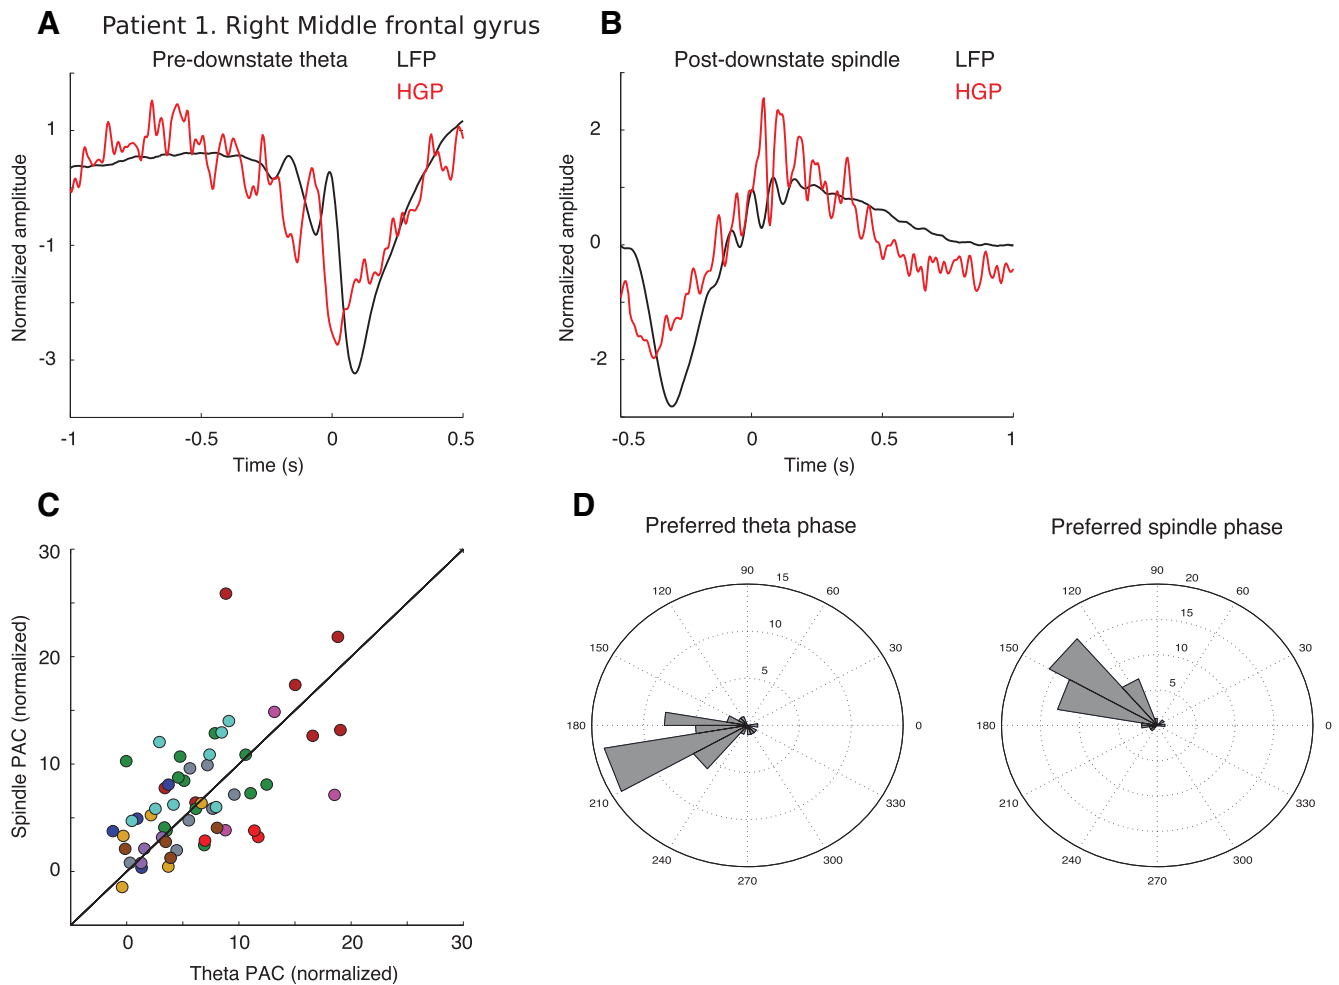 A
Patient 1. Right Middle frontal gyrus
Pre-downstate theta
LFP
HGP
Normalized amplitude
1
-1
-3
-1
-0.5
0
0.5
Time (s)
B
Post-downstate spindle
LFP
HGP
Normalized amplitude
2
0
-2
-0.5
0
0.5
1
Time (s)
C
Spindle PAC (normalized)
30
20
10
0
0
10
20
30
Theta PAC (normalized)
D
Preferred theta phase
90
15
120
60
10
150
30
5
180
0
210
330
240
300
270
Preferred spindle phase
90
20
120
60
15
150
10
30
5
180
0
210
330
240
300
270